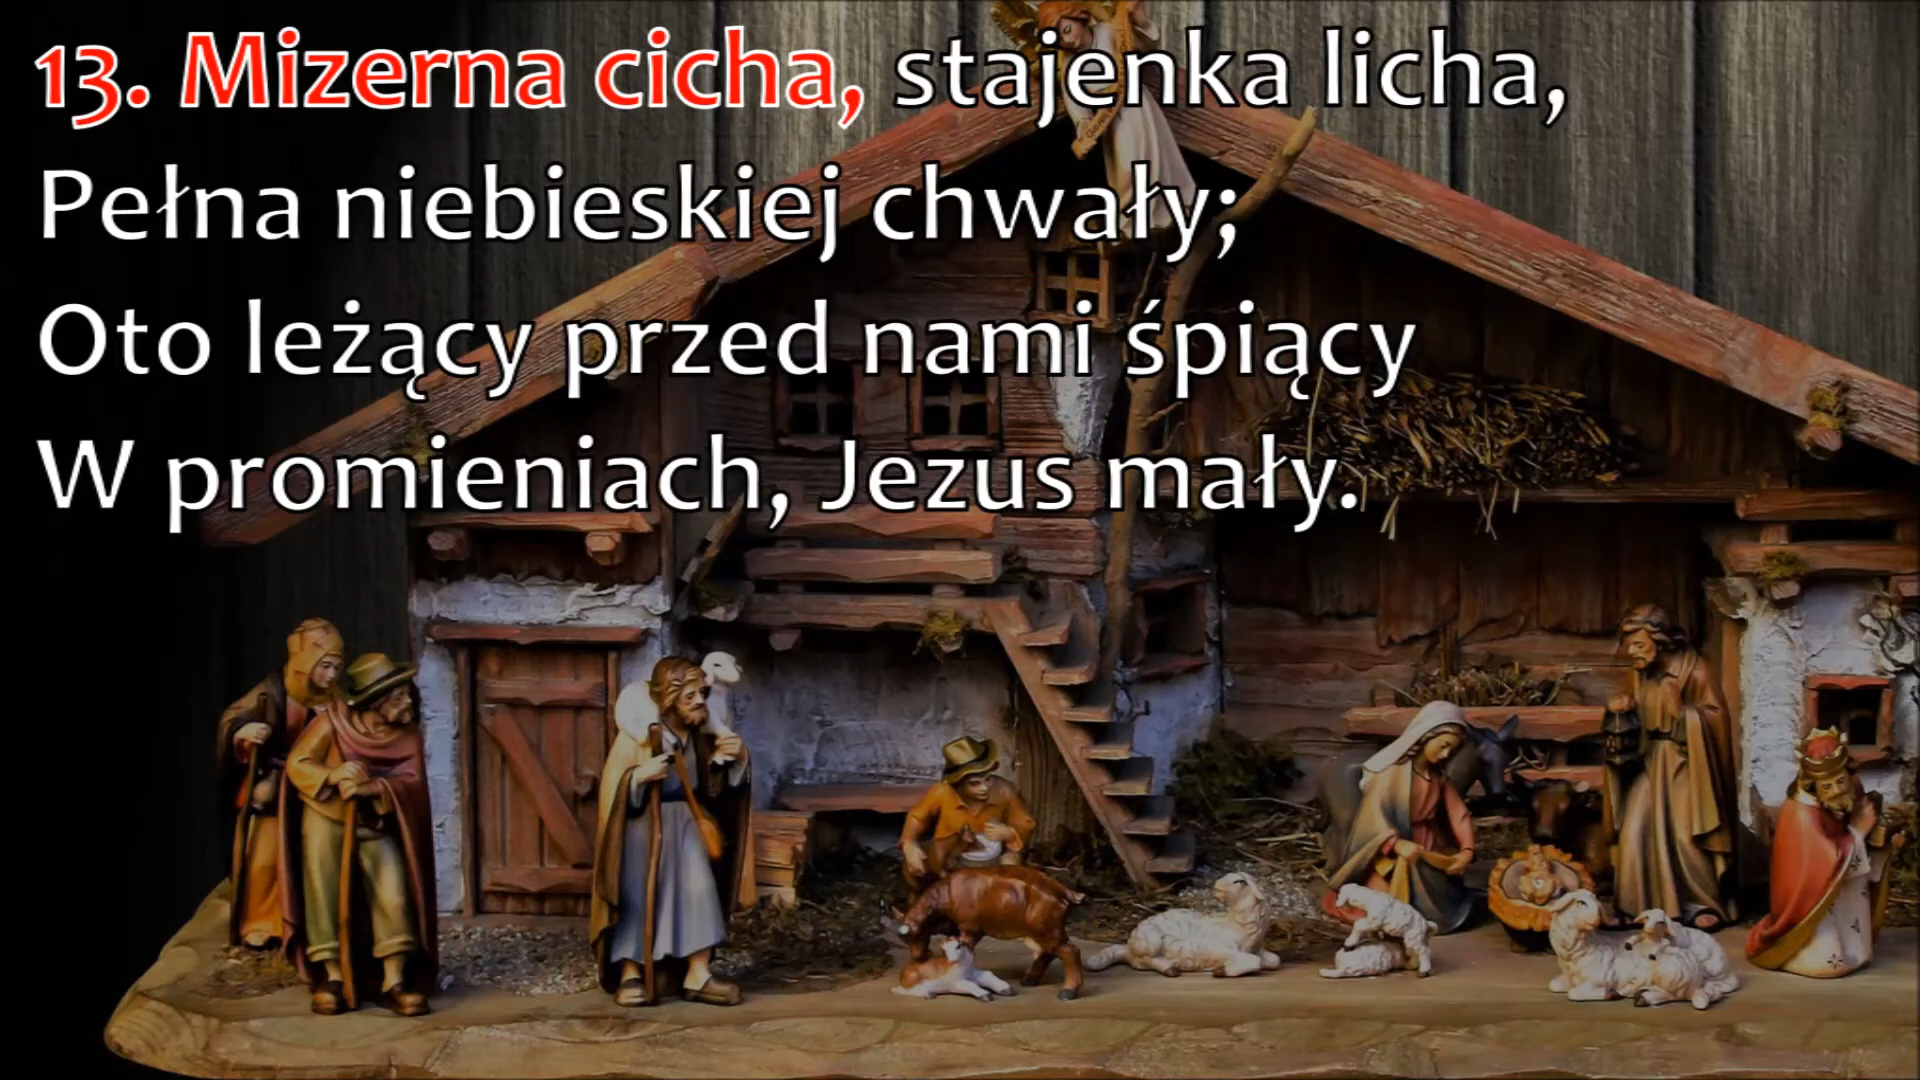 13. Mizerna cicha, stajenka licha,
Pełna niebieskiej chwały;
Oto leżący przed nami śpiący
W promieniach, Jezus mały.